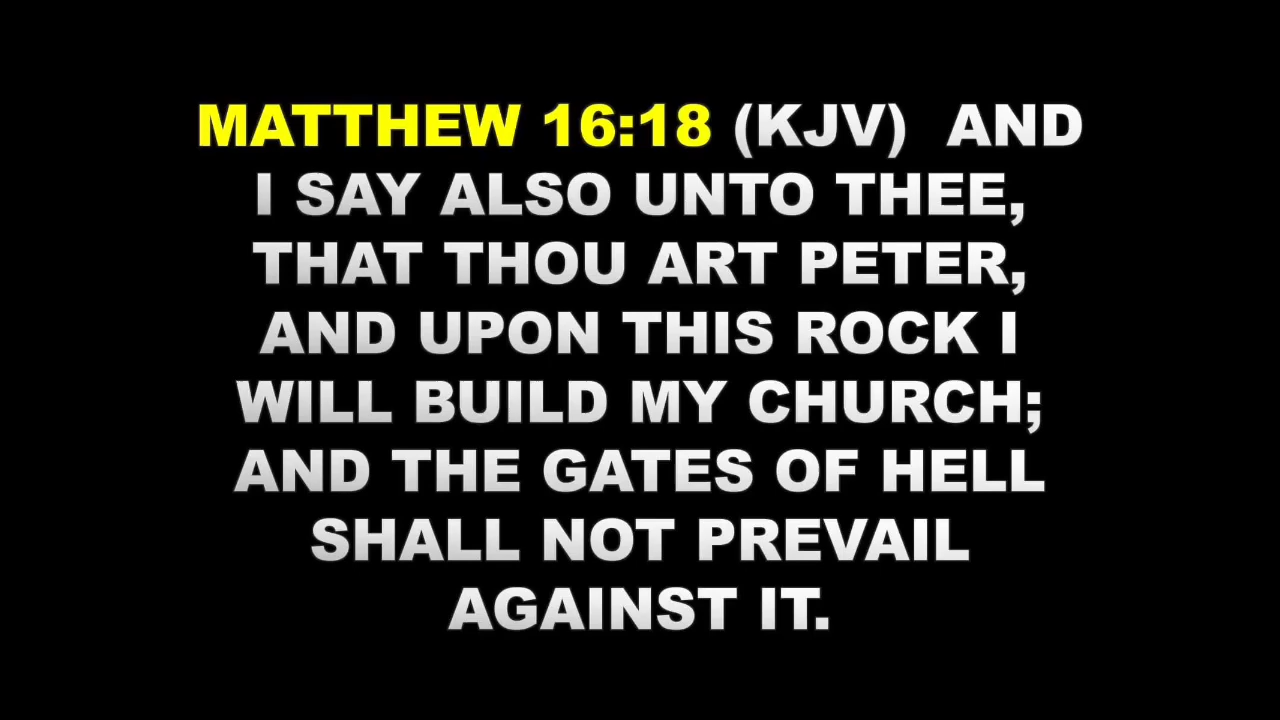 MATTHEW 16:18 (KJV) AND
I SAY ALSO UNTO THEE,
THAT THOU ART PETER,
AND UPON THIS ROCK I
WILL BUILD MY CHURCH;
AND THE GATES OF HELL
SHALL NOT PREVAIL
AGAINST IT.